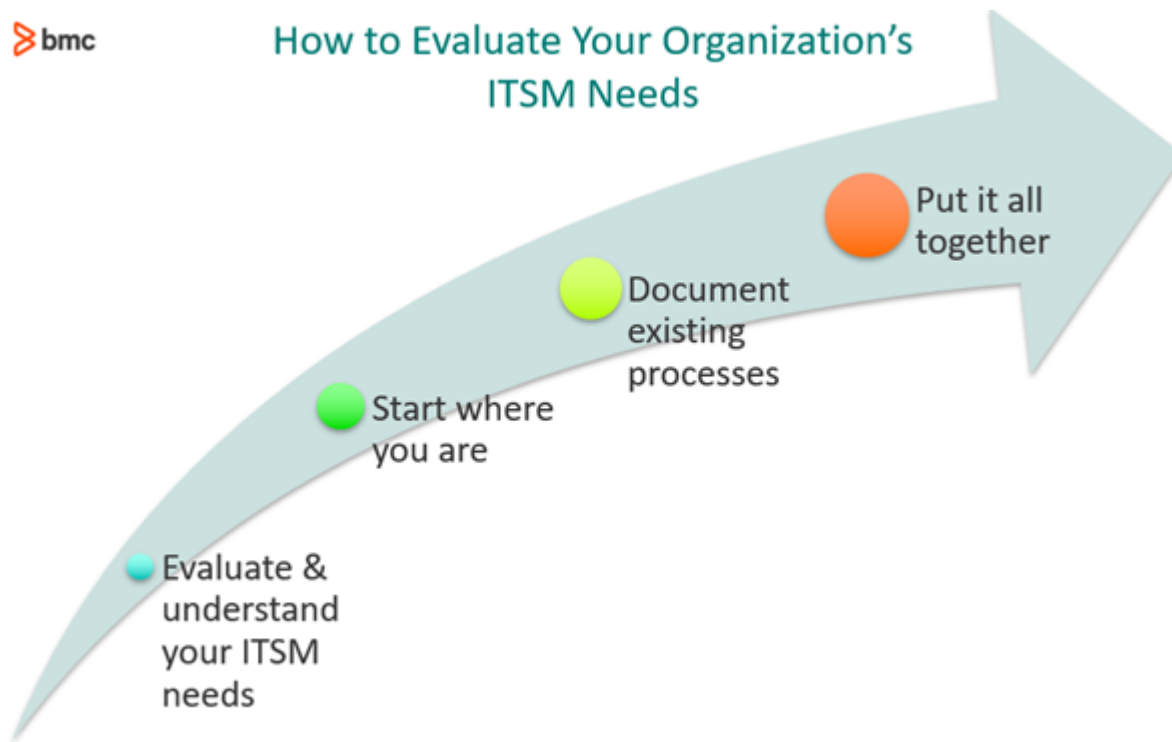 bmc
How to Evaluate Your Organization's
ITSM Needs
Put it all
together
Document
existing
processes
Start where
you are
Evaluate &
understand
your ITSM
needs